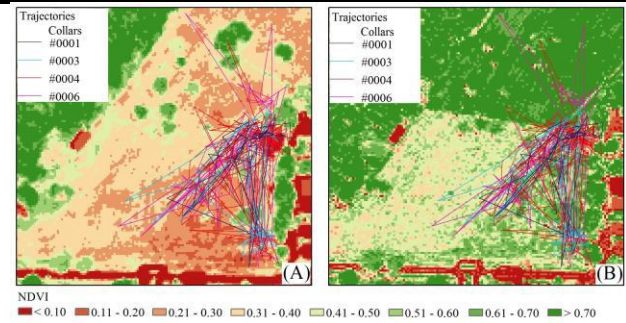 Trajectories
Collars
#0001
#0003
#0004
#0006
(A)
Trajectories
Collars
#0001
#0003
#0004
#0006
(B)
NDVI
< 0.10 0.11 - 0.20 0.21 - 0.30 0.31 - 0.40 0.41 - 0.50 0.51 - 0.60 0.61 - 0.70 > 0.70